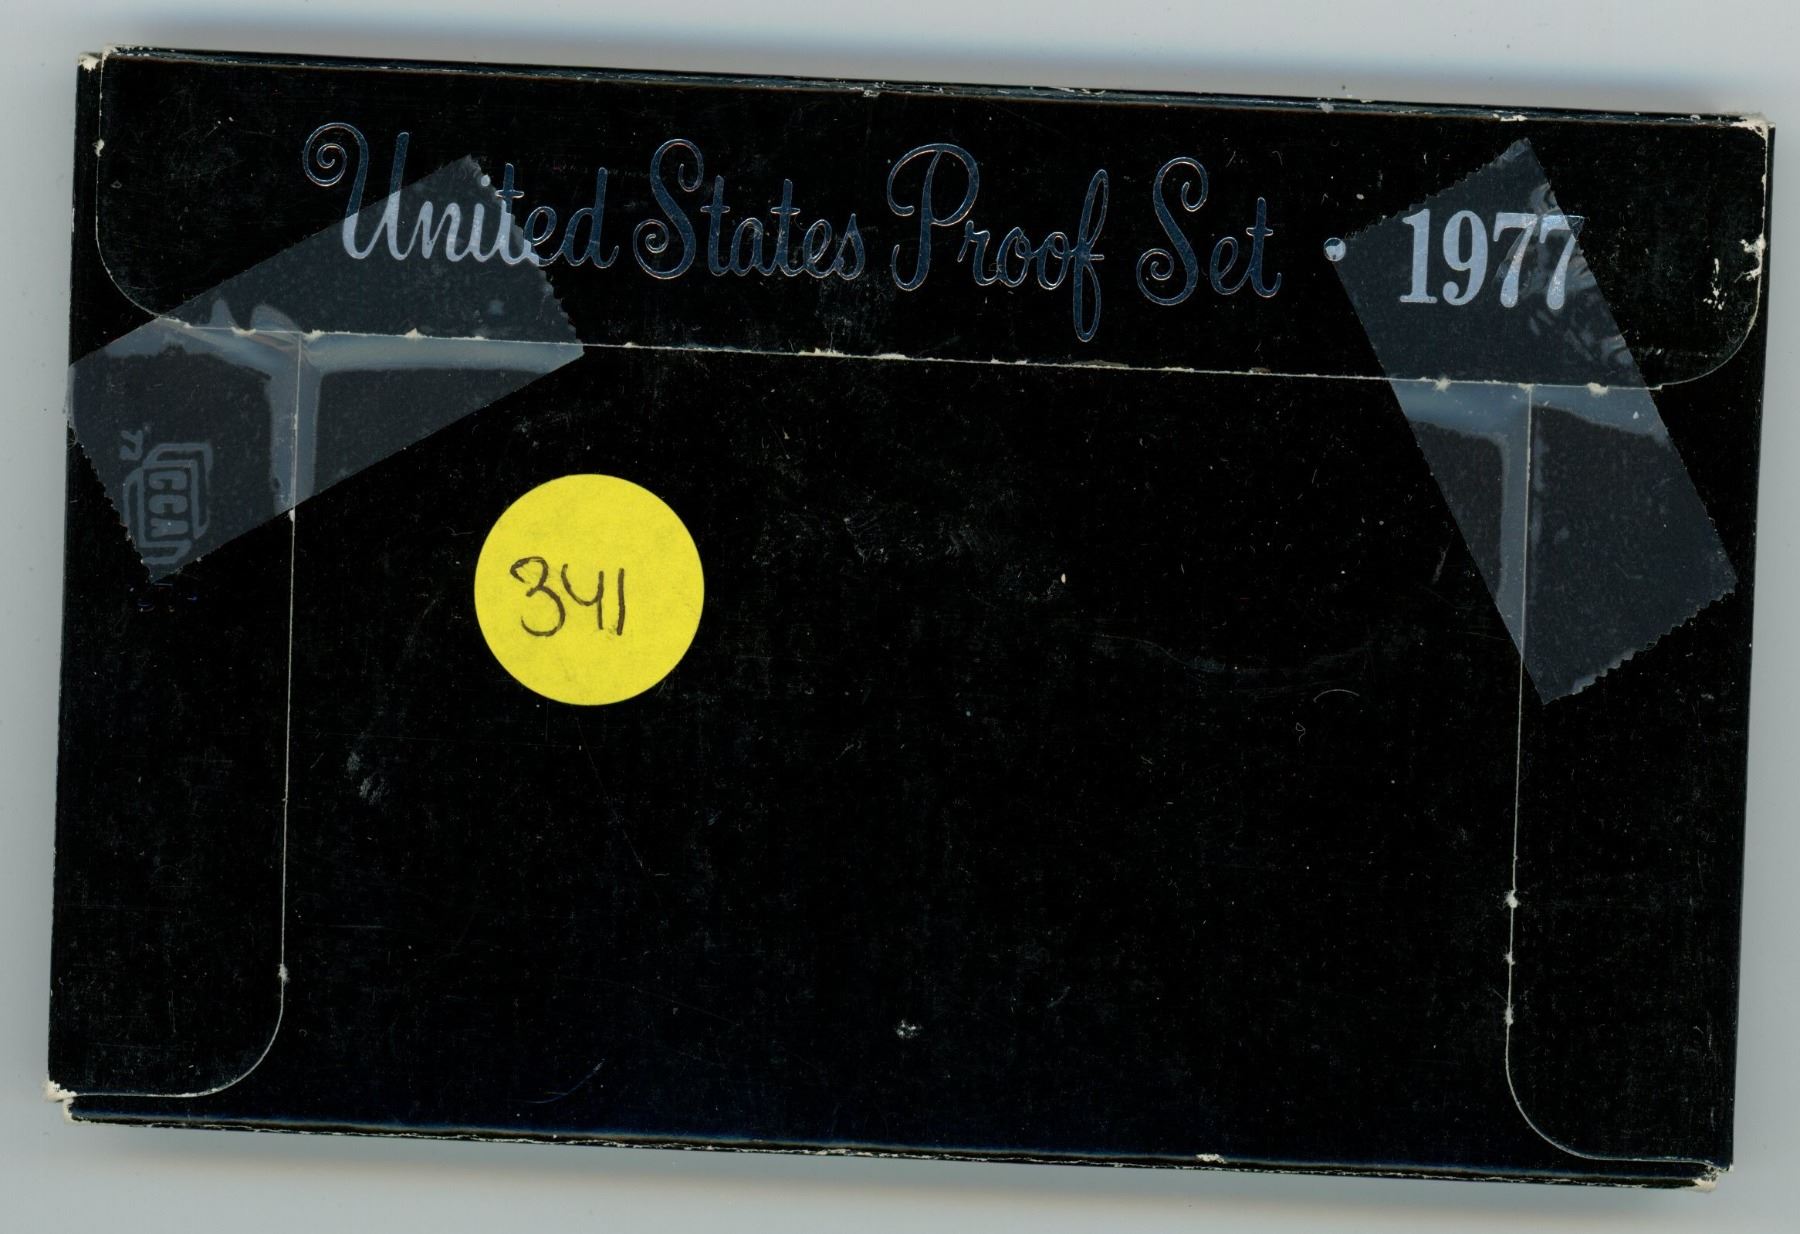 United States Proof Set • 1977
341